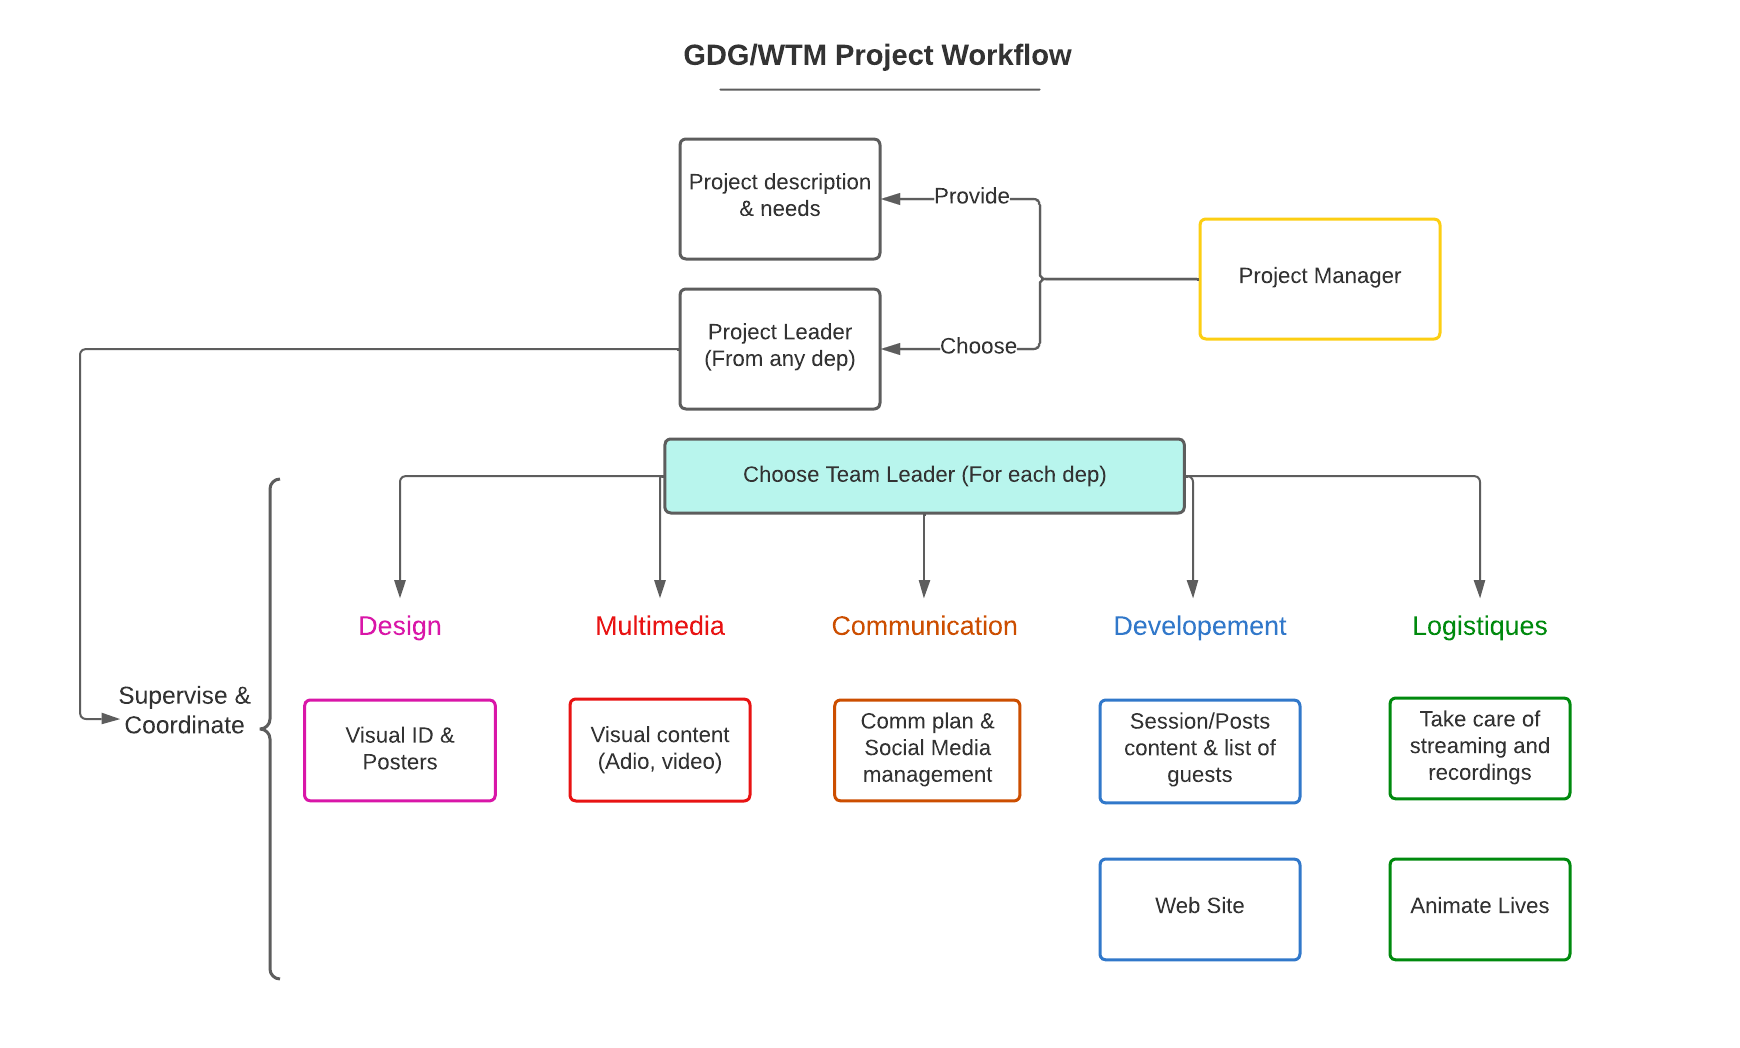 GDG/WTM Project Workflow
Project description
& needs
Provide
Project Manager
Project Leader
(From any dep)
Choose
Choose Team Leader (For each dep)
Design
Multimedia
Communication
Developement
Logistiques
Supervise &
Coordinate
Visual ID &
Posters
Visual content
(Adio, video)
Comm plan &
Social Media
management
Session/Posts
content & list of
guests
Take care of
streaming and
recordings
Web Site
Animate Lives